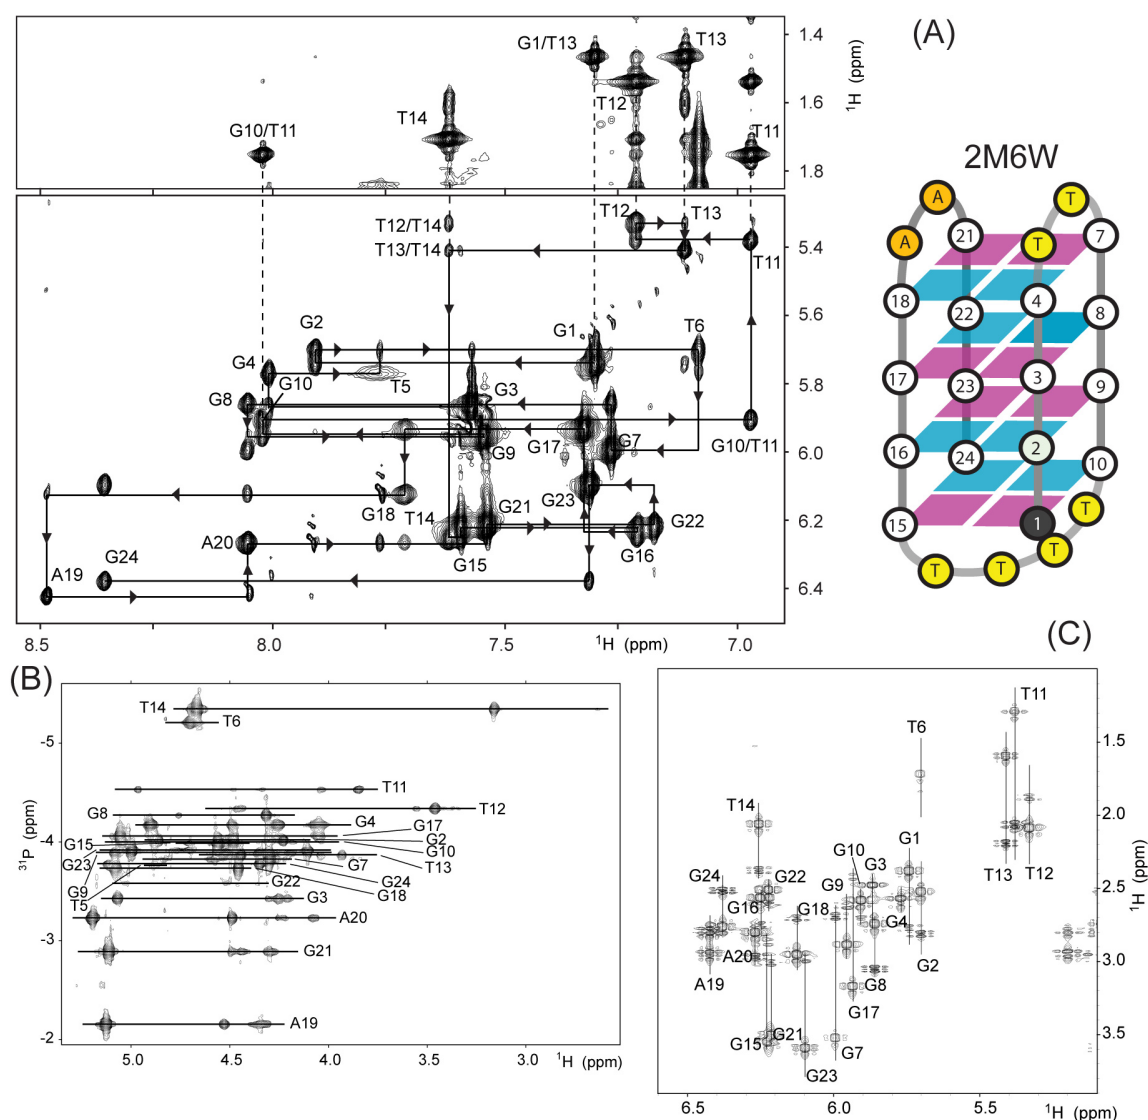 (A)
1.4
1.6
1.8
¹H (ppm)
G1/T13
T13
T12
T14
G10/T11
T11
T12/T14
T13/T14
T12
T13
T11
G2
G1
T6
G4
G10
T5
G3
G8
G9
G17
G7
G10/T11
G18
T14
G21
G23
G22
A20
G15
G16
A19
G24
5.4
5.6
5.8
6.0
6.2
6.4
8.5
8.0
7.5
¹H (ppm)
7.0
2M6W
A
T
A
21
T
7
18
22
4
8
17
23
3
9
16
24
2
10
15
1
T
T
T
T
(B)
T14
T6
T11
T12
G8
G4
G17
G2
G15
G10
G23
G7
T13
G9
G24
T5
G22
G18
G3
A20
G21
A19
-5
-4
-3
-2
³¹P (ppm)
5.0
4.5
4.0
3.5
¹H (ppm)
3.0
(C)
T11
T6
T14
G1
G10
G3
T13
T12
G24
G22
G9
G16
G18
G4
A20
G2
A19
G8
G17
G15
G21
G7
G23
1.5
2.0
2.5
3.0
3.5
¹H (ppm)
6.5
6.0
5.5
¹H (ppm)